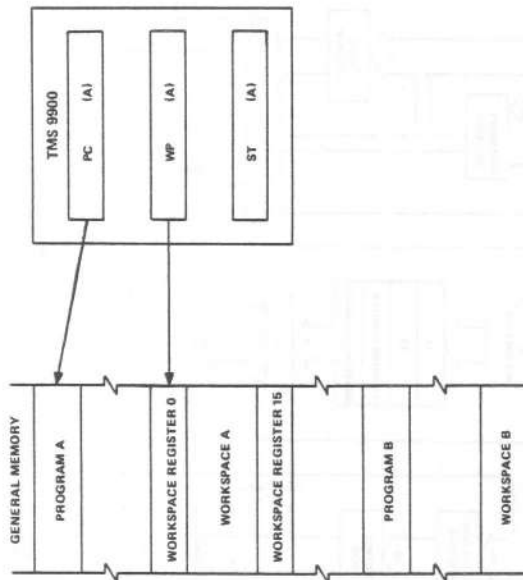 TMS 9900
PC (A)
WP (A)
ST (A)
GENERAL MEMORY
PROGRAM A
WORKSPACE REGISTER 0
WORKSPACE A
WORKSPACE REGISTER 15
PROGRAM B
WORKSPACE B